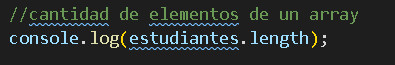 //cantidad de elementos de un array
console.log(estudiantes.length);